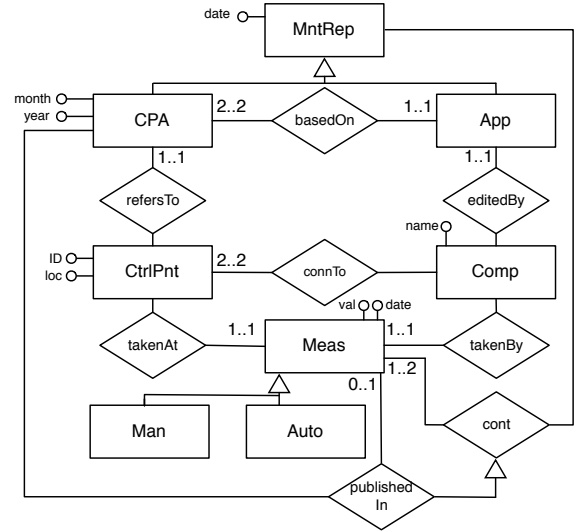 date
MntRep
month
year
CPA
2..2
basedOn
1..1
App
1..1
1..1
refersTo
editedBy
name
ID
loc
CtrlPnt
2..2
connTo
Comp
val
date
takenAt
1..1
Meas
1..1
takenBy
0..1
1..2
Man
Auto
cont
published
In